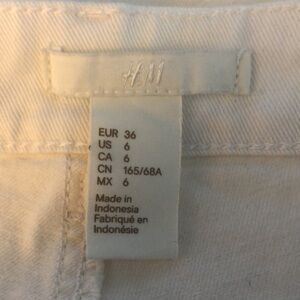 H&M
EUR 36
US 6
CA 6
CN 165/68A
MX 6
Made in
Indonesia
Fabriqué en
Indonésie